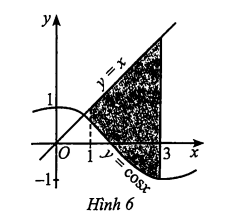 y
y = x
1
O
1
3
x
y = cosx
−1
Hình 6